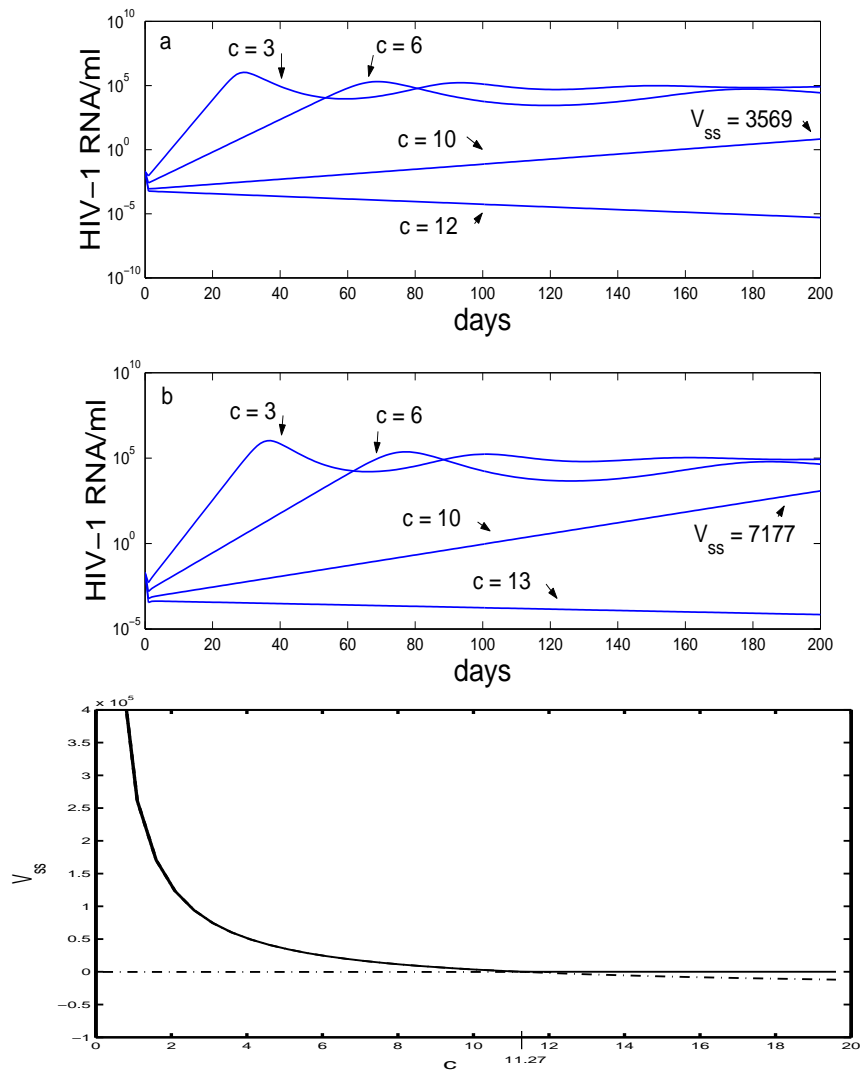 a
c = 3
c = 6
c = 10
V_ss = 3569
c = 12
HIV−1 RNA/ml
10^10
10^5
10^0
10^−5
10^−10
0 20 40 60 80 100 120 140 160 180 200
days
b
c = 3
c = 6
c = 10
V_ss = 7177
c = 13
HIV−1 RNA/ml
10^10
10^5
10^0
10^−5
0 20 40 60 80 100 120 140 160 180 200
days
× 10^5
4
3.5
3
2.5
2
1.5
1
0.5
0
−0.5
−1
V_ss
0 2 4 6 8 10 12 14 16 18 20
11.27
c